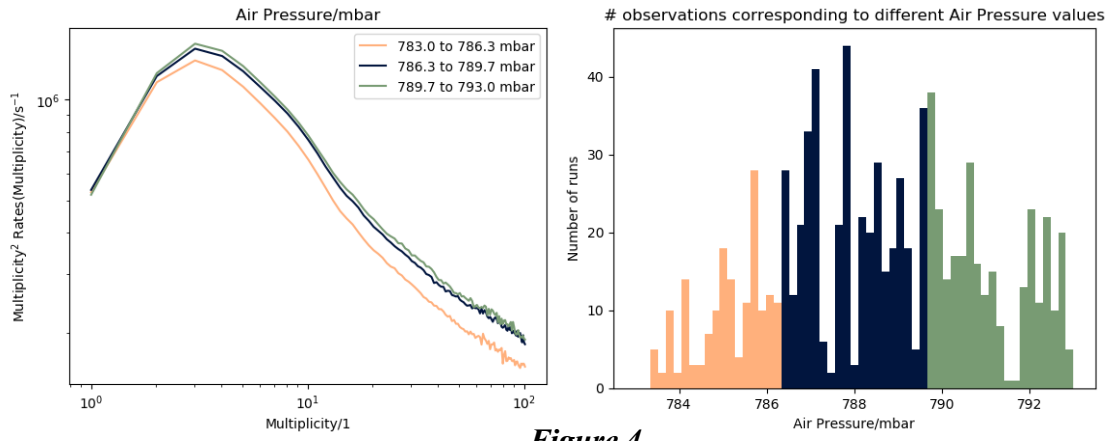 Air Pressure/mbar
Multiplicity² Rates(Multiplicity)/s⁻¹
10⁶
783.0 to 786.3 mbar
786.3 to 789.7 mbar
789.7 to 793.0 mbar
10⁰ 10¹ 10²
Multiplicity/1
# observations corresponding to different Air Pressure values
Number of runs
40
30
20
10
0
784 786 788 790 792
Air Pressure/mbar
Figure 4